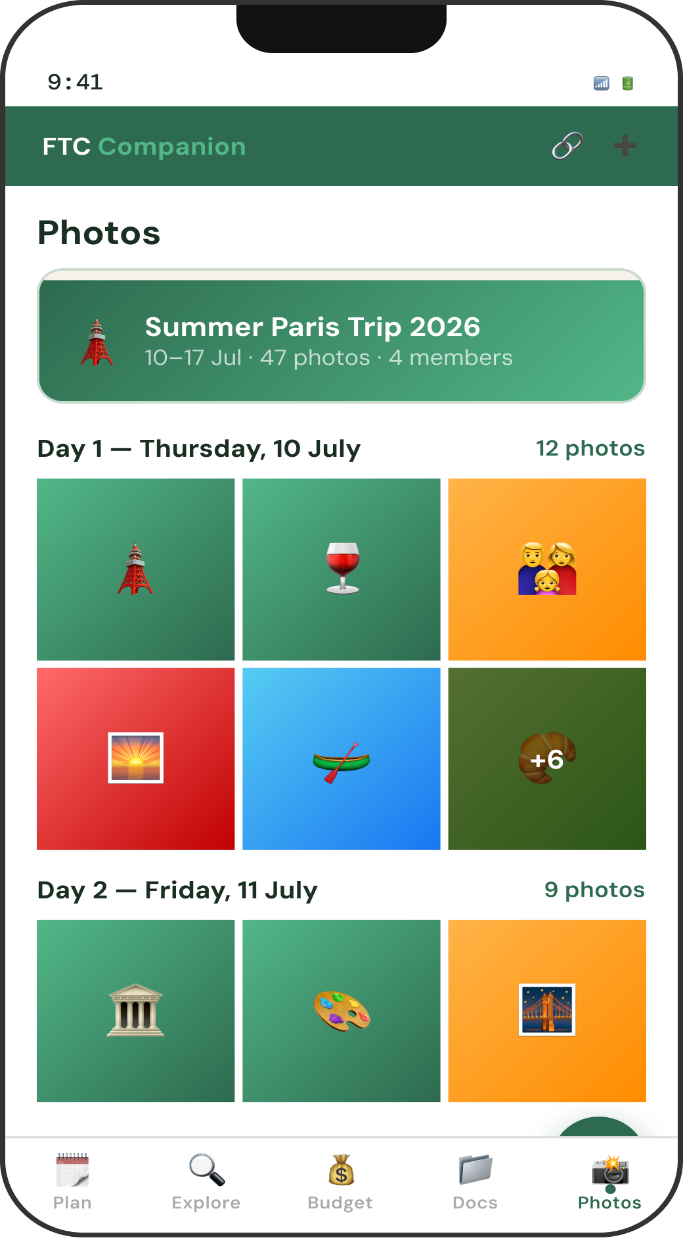 9:41
FTC Companion
Photos
Summer Paris Trip 2026
10–17 Jul · 47 photos · 4 members
Day 1 — Thursday, 10 July
12 photos
+6
Day 2 — Friday, 11 July
9 photos
Plan
Explore
Budget
Docs
Photos